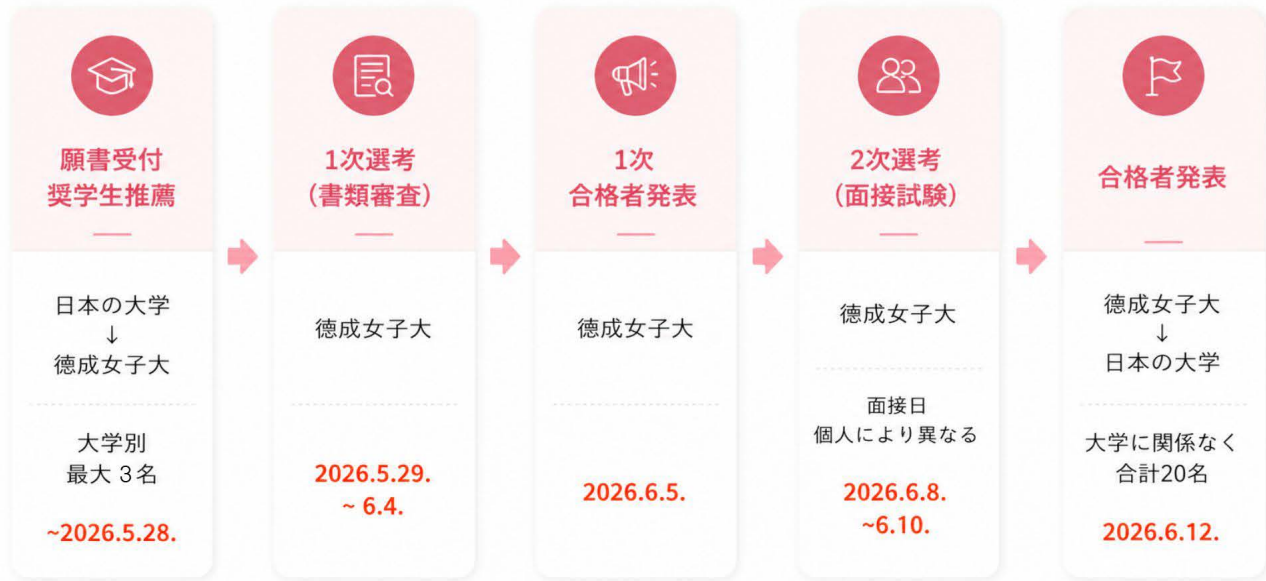 願書受付
奨学生推薦
日本の大学
↓
徳成女子大
大学別
最大 3名
~2026.5.28.
1次選考
(書類審査)
徳成女子大
2026.5.29.
~ 6.4.
1次
合格者発表
徳成女子大
2026.6.5.
2次選考
(面接試験)
徳成女子大
面接日
個人により異なる
2026.6.8.
~6.10.
合格者発表
徳成女子大
↓
日本の大学
大学に関係なく
合計20名
2026.6.12.